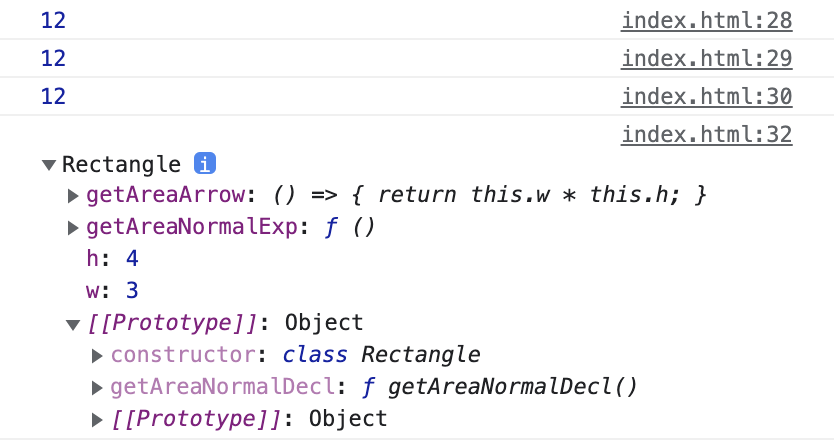 12 index.html:28
12 index.html:29
12 index.html:30
index.html:32
▼Rectangle i
▶getAreaArrow: () => { return this.w * this.h; }
▶getAreaNormalExp: ƒ ()
h: 4
w: 3
▼[[Prototype]]: Object
▶constructor: class Rectangle
▶getAreaNormalDecl: ƒ getAreaNormalDecl()
▶[[Prototype]]: Object